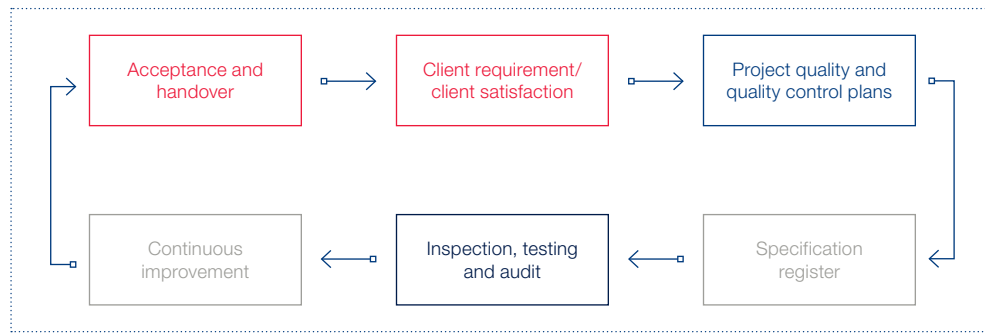 Acceptance and
handover
Client requirement/
client satisfaction
Project quality and
quality control plans
Continuous
improvement
Inspection, testing
and audit
Specification
register